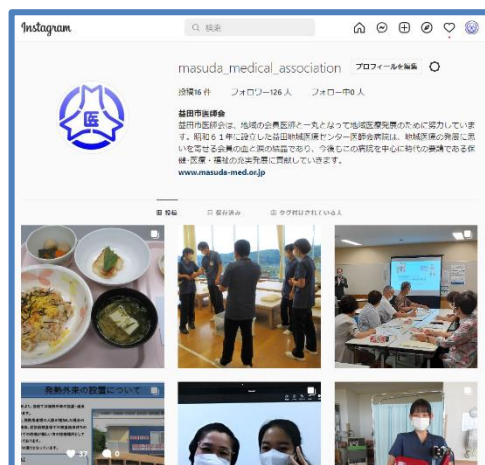 Instagram
検索
masuda_medical_association プロフィールを編集
投稿16 件 フォロワー126 人 フォロー中0 人
益田市医師会
益田市医師会は、地域の会員医師と一丸となって地域医療発展のために努力していま
す。昭和61年に設立した益田地域医療センター医師会病院は、地域医療の発展に思
いを寄せる会員の血と涙の結晶であり、今後もこの病院を中心に時代の要請である保
健・医療・福祉の充実発展に貢献していきます。
www.masuda-med.or.jp
投稿 保存済み タグ付けされている人
医
発熱外来の設置について
37 0